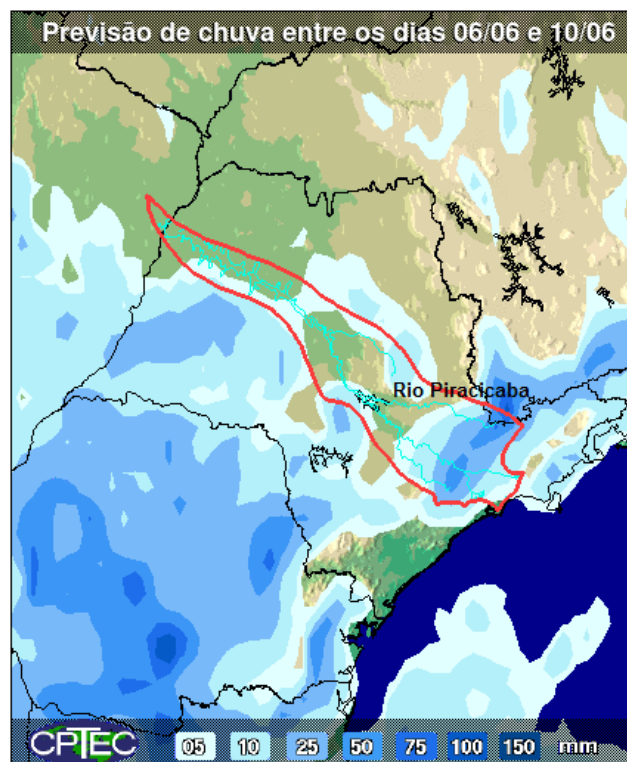 Previsão de chuva entre os dias 06/06 e 10/06
Rio Piracicaba
CPTEC 05 10 25 50 75 100 150 mm